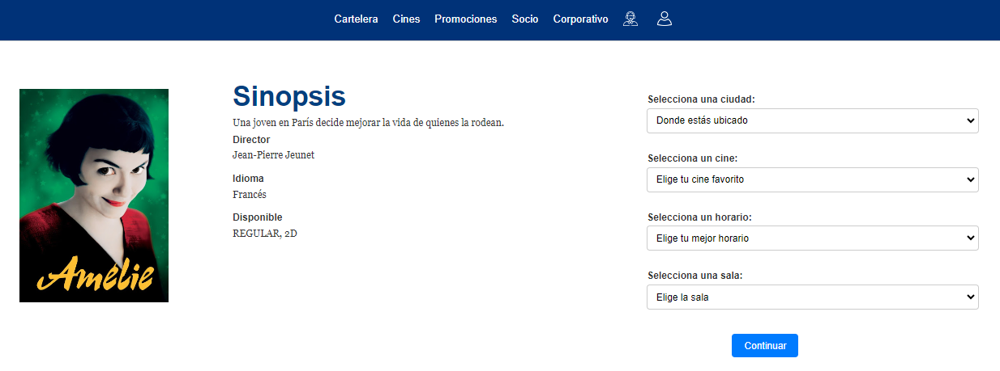 Cartelera Cines Promociones Socio Corporativo
Amélie
Sinopsis
Una joven en París decide mejorar la vida de quienes la rodean.
Director
Jean-Pierre Jeunet
Idioma
Francés
Disponible
REGULAR, 2D
Selecciona una ciudad:
Donde estás ubicado
Selecciona un cine:
Elige tu cine favorito
Selecciona un horario:
Elige tu mejor horario
Selecciona una sala:
Elige la sala
Continuar